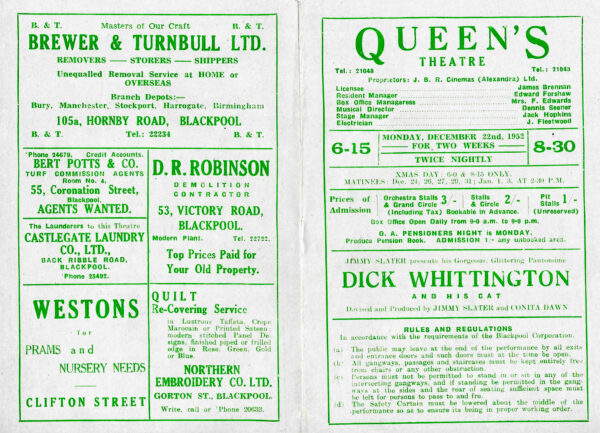 B. & T. Masters of Our Craft B. & T.
BREWER & TURNBULL LTD.
REMOVERS — STORERS — SHIPPERS
Unequalled Removal Service at HOME or
OVERSEAS
Branch Depots:—
Bury, Manchester, Stockport, Harrogate, Birmingham
105a, HORNBY ROAD, BLACKPOOL
B. & T. Tel.: 22234 B. & T.
'Phone 24679. Credit Accounts.
BERT POTTS & CO.
TURF COMMISSION AGENTS
Room No. 4,
55, Coronation Street,
Blackpool.
AGENTS WANTED.
The Launderers to this Theatre
CASTLEGATE LAUNDRY
CO., LTD.,
BACK RIBBLE ROAD,
BLACKPOOL.
'Phone 25492.
WESTONS
for
PRAMS and
NURSERY NEEDS
CLIFTON STREET
D. R. ROBINSON
DEMOLITION
CONTRACTOR
53, VICTORY ROAD,
BLACKPOOL.
Modern Plant. Tel. 22722.
Top Prices Paid for
Your Old Property.
QUILT
Re-Covering Service
in Lustrous Taffeta, Crepe
Marocain or Printed Sateen:
modern stitched Panel De-
signs, finished piped or frilled
edge in Rose, Green, Gold
or Blue.
NORTHERN
EMBROIDERY CO. LTD.
GORTON ST., BLACKPOOL.
Write, call or 'Phone 20633.
QUEEN'S
THEATRE
Tel.: 21643 Tel.: 21643
Proprietors: J. B. R. Cinemas (Alexandra) Ltd.
Licensee James Brennan
Resident Manager Edward Forshaw
Box Office Manageress Mrs. F. Edwards
Musical Director Dennis Seener
Stage Manager Jack Hopkins
Electrician J. Fleetwood
6-15 MONDAY, DECEMBER 22nd, 1952 8-30
— FOR TWO WEEKS —
TWICE NIGHTLY
XMAS DAY: 6-0 & 8-15 ONLY.
MATINEES: Dec. 24, 26, 27, 29, 31; Jan. 1, 3, AT 2-30 P.M.
Prices of Admission Orchestra Stalls & Grand Circle 3/- Stalls & Circle 2/- Pit Stalls 1/-
(Including Tax) Bookable in Advance. (Unreserved)
Box Office Open Daily from 9-0 a.m. to 9-0 p.m.
O. A. PENSIONERS NIGHT is MONDAY.
Produce Pension Book. ADMISSION 1/- any unbooked area.
JIMMY SLATER presents his Gorgeous, Glittering Pantomime
DICK WHITTINGTON
AND HIS CAT
Devised and Produced by JIMMY SLATER and CONITA DAWN
RULES AND REGULATIONS
In accordance with the requirements of the Blackpool Corporation.
(a) The public may leave at the end of the performance by all exits
and entrance doors and such doors must at the time be open.
(b) All gangways, passages and staircases must be kept entirely free
from chairs or any other obstruction.
(c) Persons must not be permitted to stand in or sit in any of the
intersecting gangways, and if standing be permitted in the gang-
ways at the sides and the rear of seating sufficient space must
be left for persons to pass to and fro.
(d) The Safety Curtain must be lowered about the middle of the
performance so as to ensure its being in proper working order.